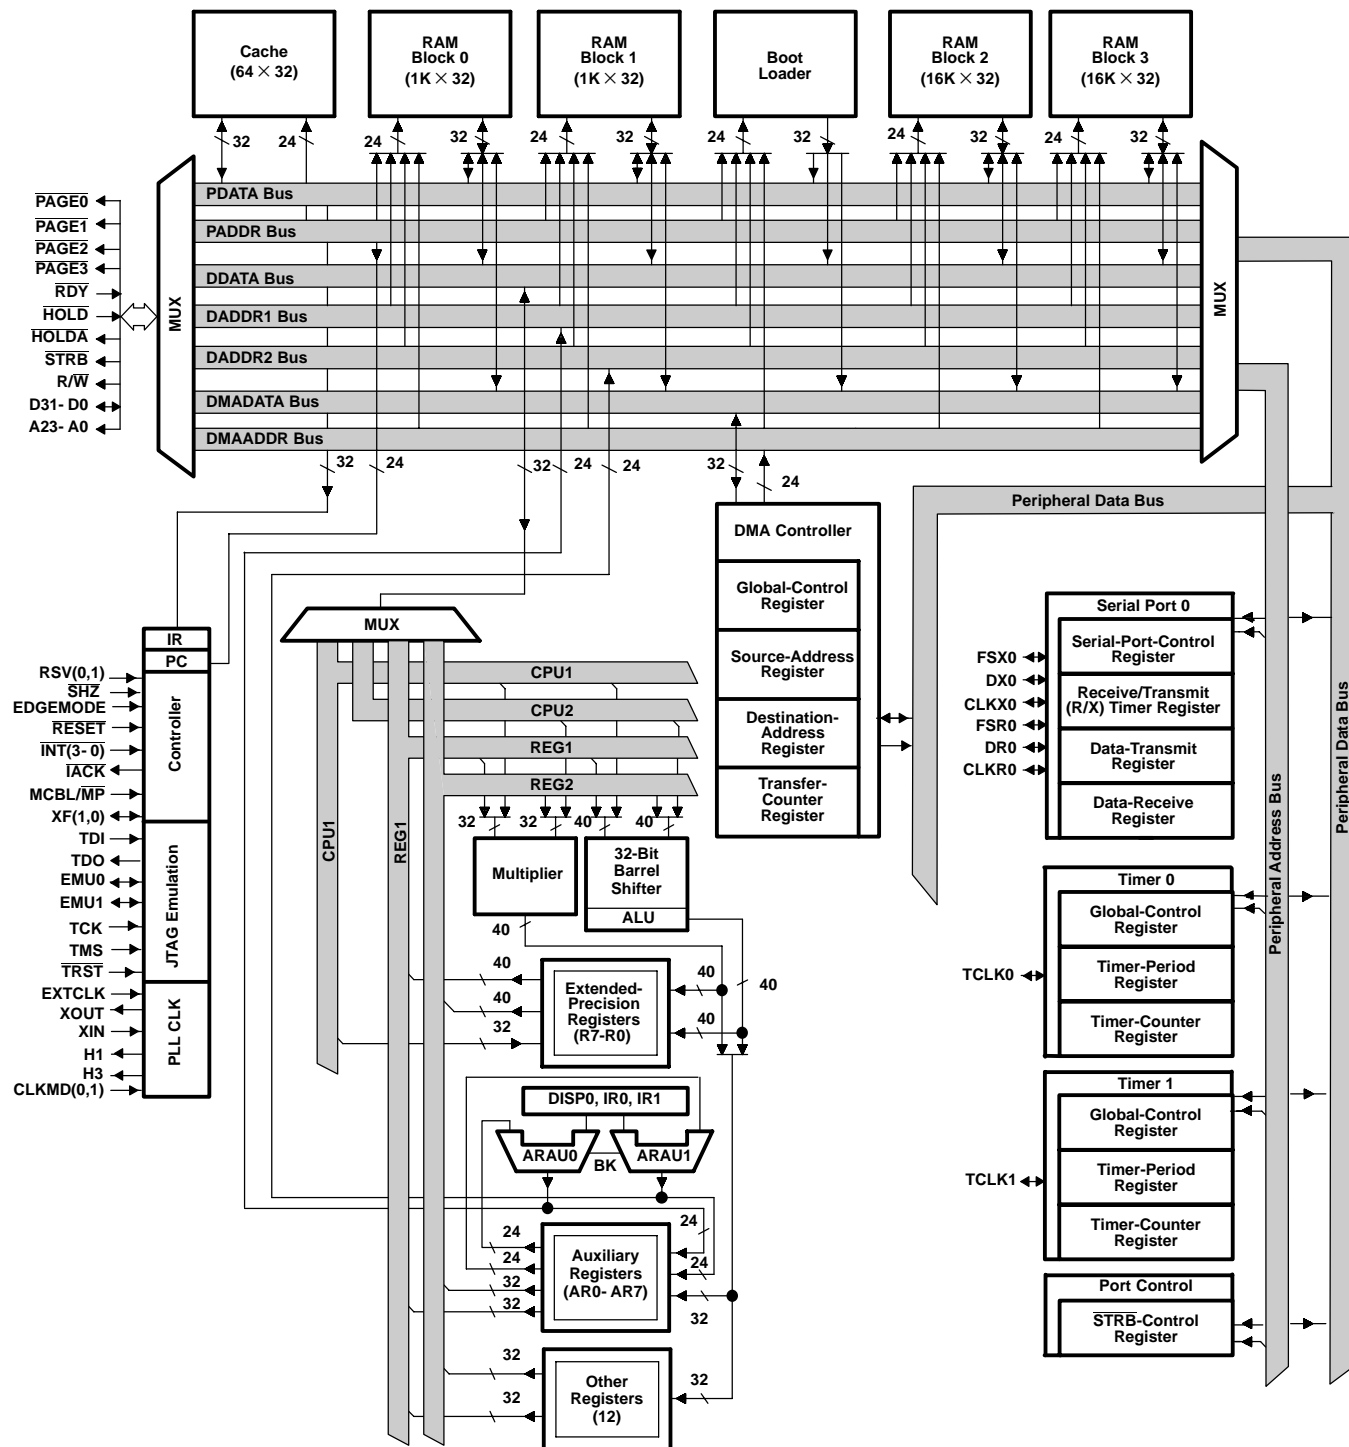 Cache
(64 × 32)
RAM
Block 0
(1K × 32)
RAM
Block 1
(1K × 32)
Boot
Loader
RAM
Block 2
(16K × 32)
RAM
Block 3
(16K × 32)
32
24
24
32
24
32
24
32
24
32
24
32
MUX
PDATA Bus
PADDR Bus
DDATA Bus
DADDR1 Bus
DADDR2 Bus
DMADATA Bus
DMAADDR Bus
MUX
PAGE0
PAGE1
PAGE2
PAGE3
RDY
HOLD
HOLDA
STRB
R/W
D31- D0
A23- A0
32
24
32
24
24
32
24
Peripheral Data Bus
DMA Controller
Global-Control
Register
Source-Address
Register
Destination-
Address
Register
Transfer-
Counter
Register
MUX
CPU1
CPU2
REG1
REG2
CPU1
REG1
32
32
40
40
Multiplier
32-Bit
Barrel
Shifter
ALU
40
IR
PC
Controller
JTAG Emulation
PLL CLK
RSV(0,1)
SHZ
EDGEMODE
RESET
INT(3- 0)
IACK
MCBL/MP
XF(1,0)
TDI
TDO
EMU0
EMU1
TCK
TMS
TRST
EXTCLK
XOUT
XIN
H1
H3
CLKMD(0,1)
40
40
32
Extended-
Precision
Registers
(R7-R0)
40
40
40
DISP0, IR0, IR1
ARAU0
BK
ARAU1
24
24
32
32
Auxiliary
Registers
(AR0- AR7)
24
24
32
32
32
Other
Registers
(12)
32
Serial Port 0
Serial-Port-Control
Register
Receive/Transmit
(R/X) Timer Register
Data-Transmit
Register
Data-Receive
Register
FSX0
DX0
CLKX0
FSR0
DR0
CLKR0
Timer 0
Global-Control
Register
Timer-Period
Register
Timer-Counter
Register
TCLK0
Timer 1
Global-Control
Register
Timer-Period
Register
Timer-Counter
Register
TCLK1
Port Control
STRB-Control
Register
Peripheral Address Bus
Peripheral Data Bus